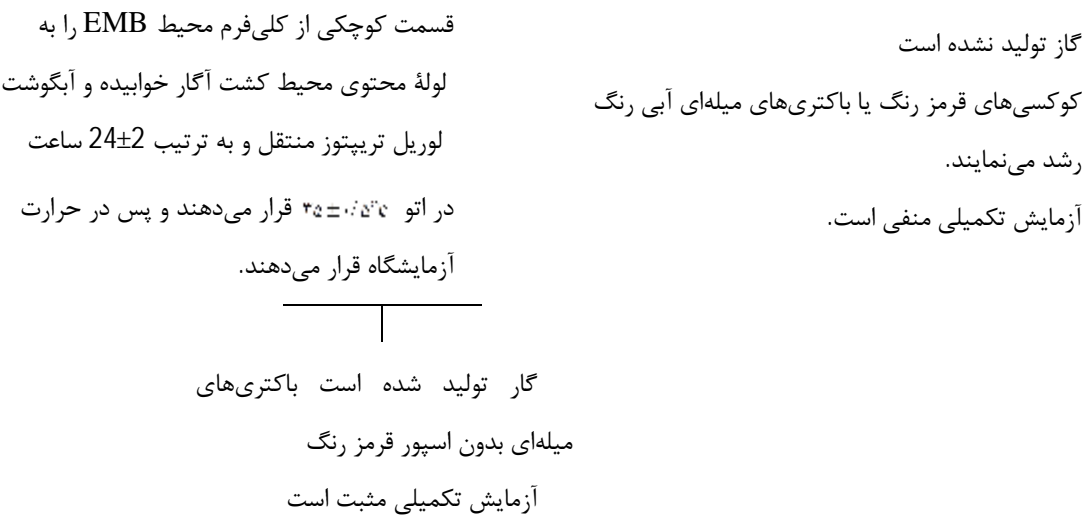 گاز تولید نشده است
کوکسی‌های قرمز رنگ یا باکتری‌های میله‌ای آبی رنگ
رشد می‌نمایند.
آزمایش تکمیلی منفی است.
قسمت کوچکی از کلی‌فرم محیط EMB را به
لولهٔ محتوی محیط کشت آگار خوابیده و آبگوشت
لوریل تریپتوز منتقل و به ترتیب 2±24 ساعت
در اتو قرار می‌دهند و پس در حرارت
آزمایشگاه قرار می‌دهند.
گار تولید شده است باکتری‌های
میله‌ای بدون اسپور قرمز رنگ
آزمایش تکمیلی مثبت است